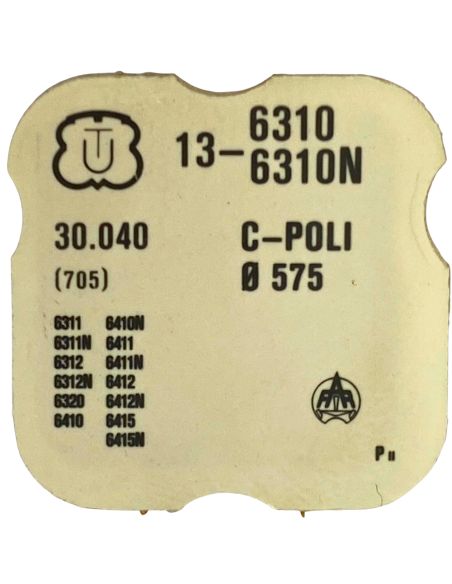 TU
13-6310
6310N
30.040 C-POLI
(705) Ø 575
6311 6410N
6311N 6411
6312 6411N
6312N 6412
6320 6412N
6410 6415
6415N
P